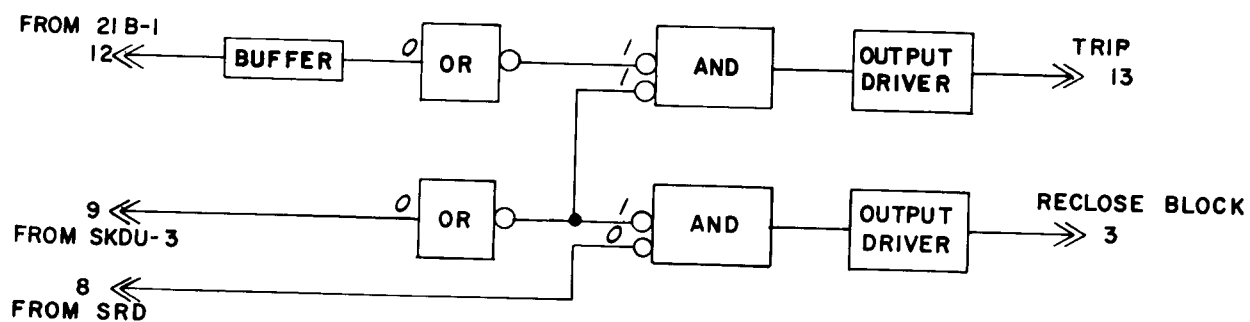 FROM 21B-1
12
BUFFER
0
OR
1
1
AND
OUTPUT
DRIVER
TRIP
13
9
FROM SKDU-3
0
OR
1
0
AND
OUTPUT
DRIVER
RECLOSE BLOCK
3
8
FROM SRD